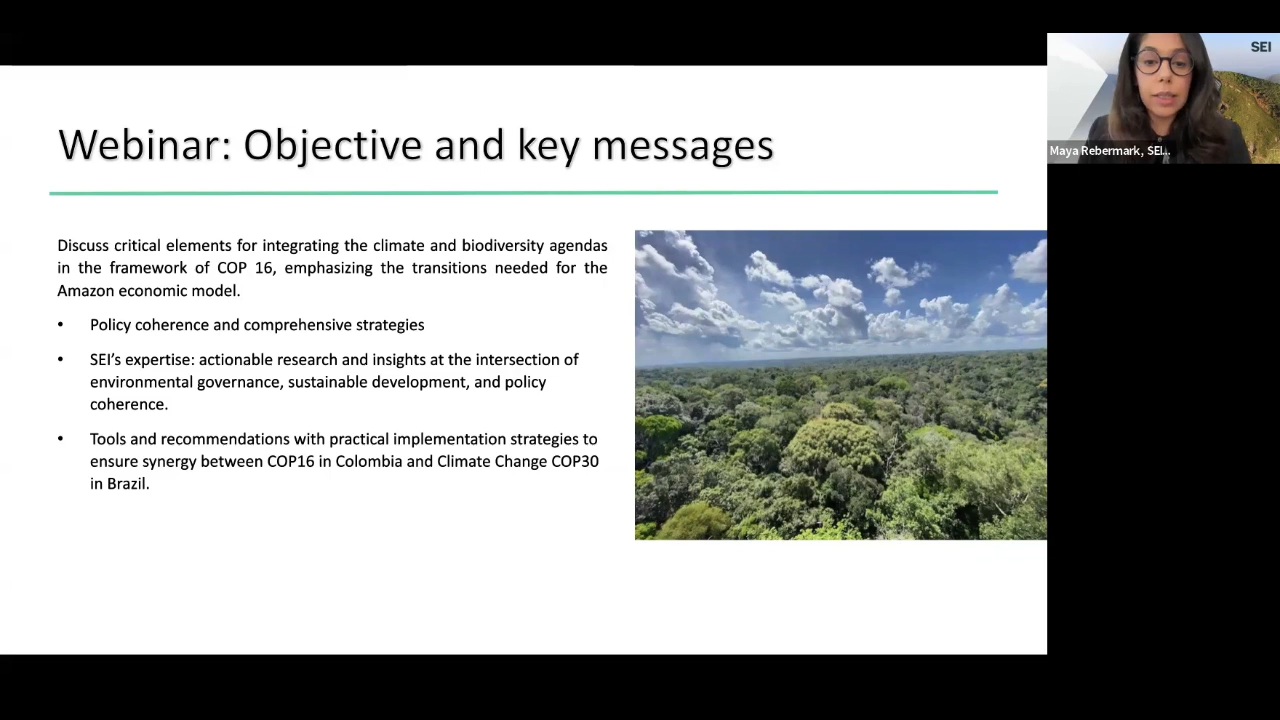 Webinar: Objective and key messages
Discuss critical elements for integrating the climate and biodiversity agendas
in the framework of COP 16, emphasizing the transitions needed for the
Amazon economic model.
• Policy coherence and comprehensive strategies
• SEI’s expertise: actionable research and insights at the intersection of
environmental governance, sustainable development, and policy
coherence.
• Tools and recommendations with practical implementation strategies to
ensure synergy between COP16 in Colombia and Climate Change COP30
in Brazil.
SEI
Maya Rebermark, SEI...